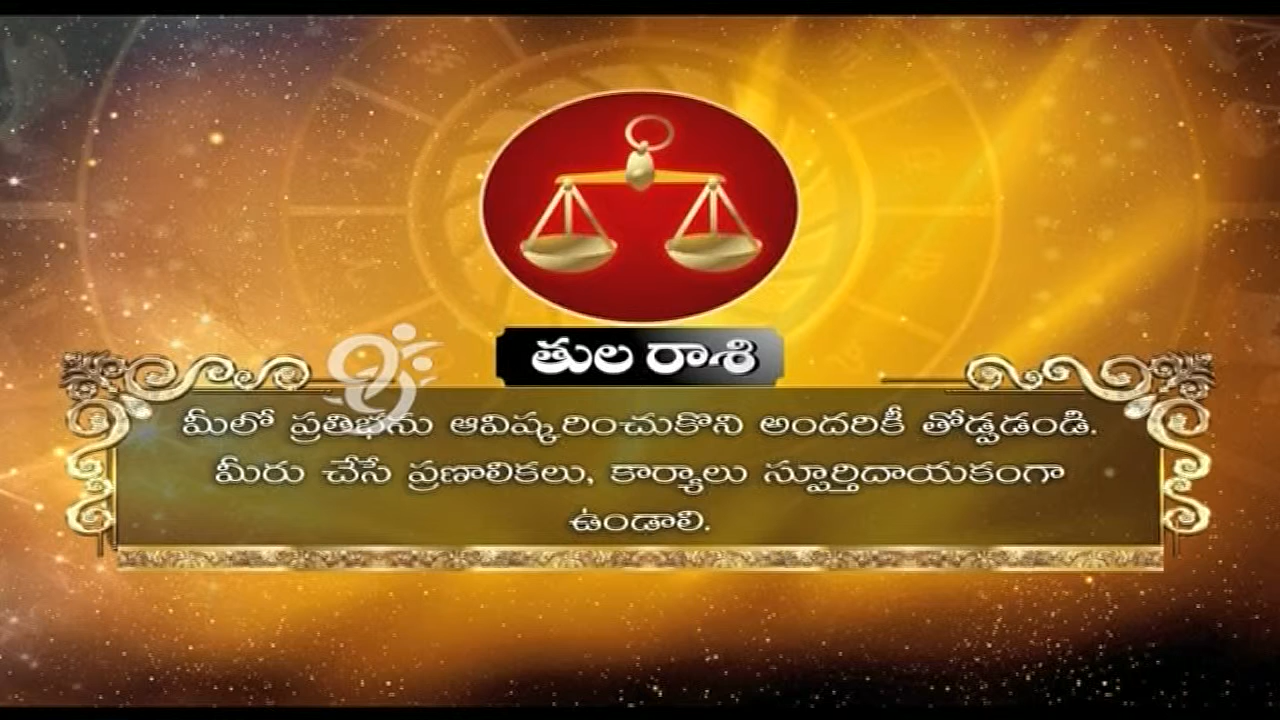 తుల రాశి
మీలో ప్రతిభను ఆవిష్కరించుకొని అందరికీ తోడ్పడండి.
మీరు చేసే ప్రణాళికలు, కార్యాలు స్పూర్తిదాయకంగా
ఉండాలి.